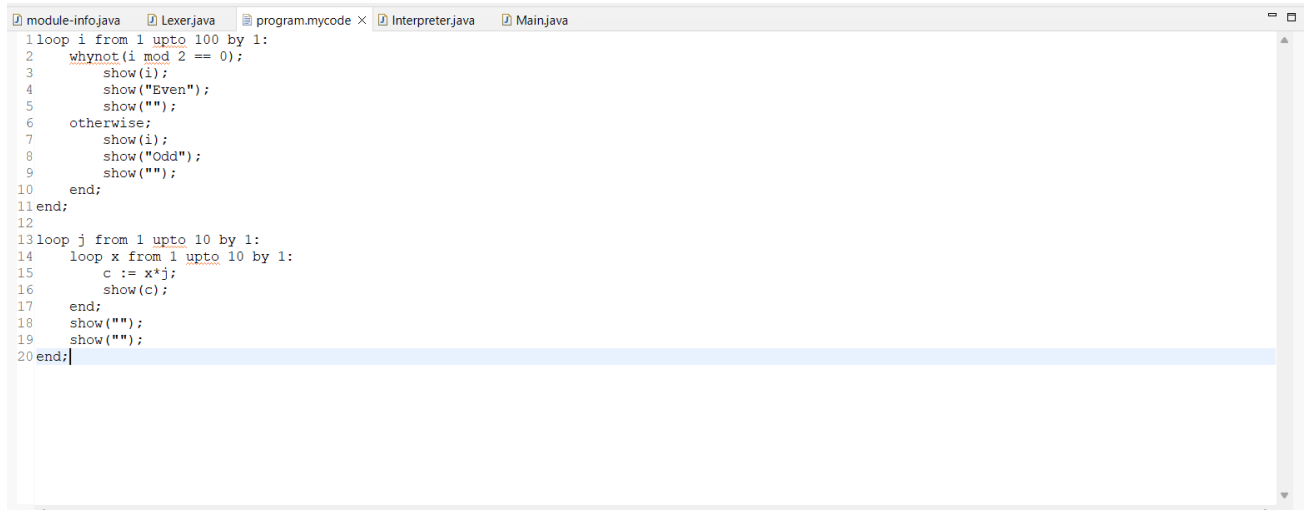 module-info.java Lexer.java program.mycode Interpreter.java Main.java
1 loop i from 1 upto 100 by 1:
2     whynot(i mod 2 == 0);
3         show(i);
4         show("Even");
5         show("");
6     otherwise;
7         show(i);
8         show("Odd");
9         show("");
10     end;
11 end;
12
13 loop j from 1 upto 10 by 1:
14     loop x from 1 upto 10 by 1:
15         c := x*j;
16         show(c);
17     end;
18     show("");
19     show("");
20 end;